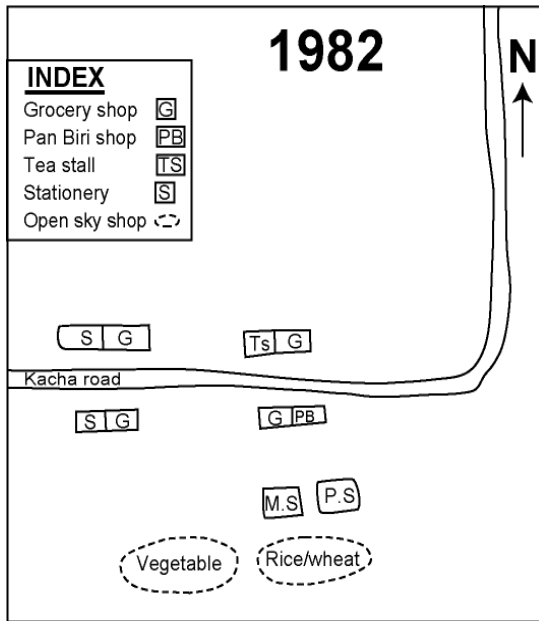 1982
N
INDEX
Grocery shop G
Pan Biri shop PB
Tea stall TS
Stationery S
Open sky shop
S G
Ts G
Kacha road
S G
G PB
M.S P.S
Vegetable
Rice/wheat